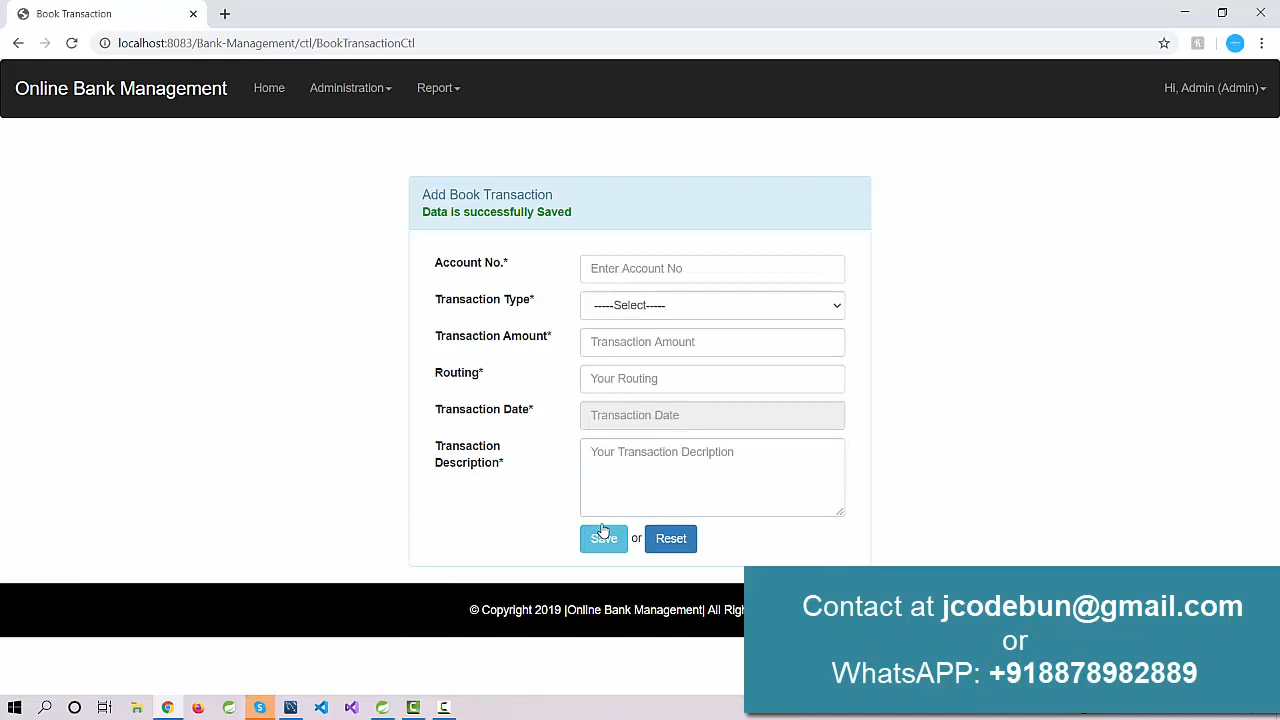 Book Transaction
localhost:8083/Bank-Management/ctl/BookTransactionCtl
Online Bank Management Home Administration Report HI, Admin (Admin)
Add Book Transaction
Data is successfully Saved
Account No.* Enter Account No
Transaction Type* -----Select-----
Transaction Amount* Transaction Amount
Routing* Your Routing
Transaction Date* Transaction Date
Transaction Description* Your Transaction Decription
Save or Reset
© Copyright 2019 |Online Bank Management| All
Contact at jcodebun@gmail.com
or
WhatsAPP: +918878982889